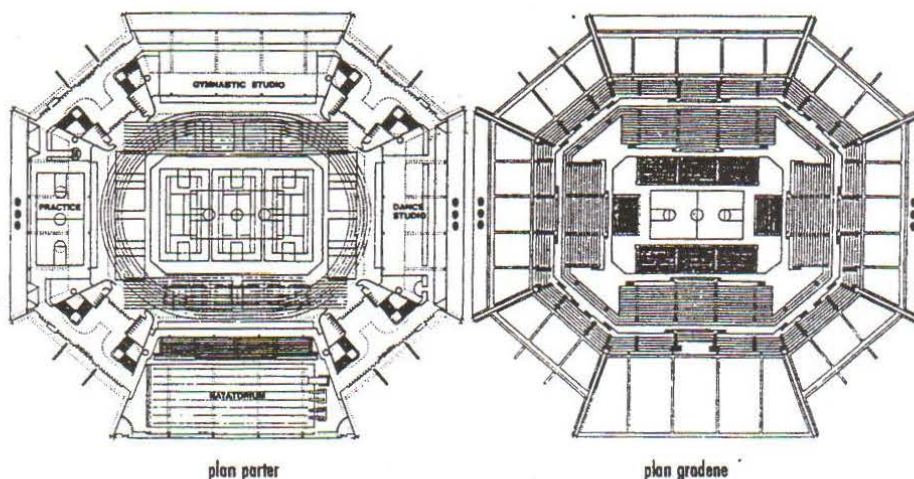 GYMNASTIC STUDIO
PRACTICE
DANCE
STUDIO
NATATORIUM
plan parter
plan gradene